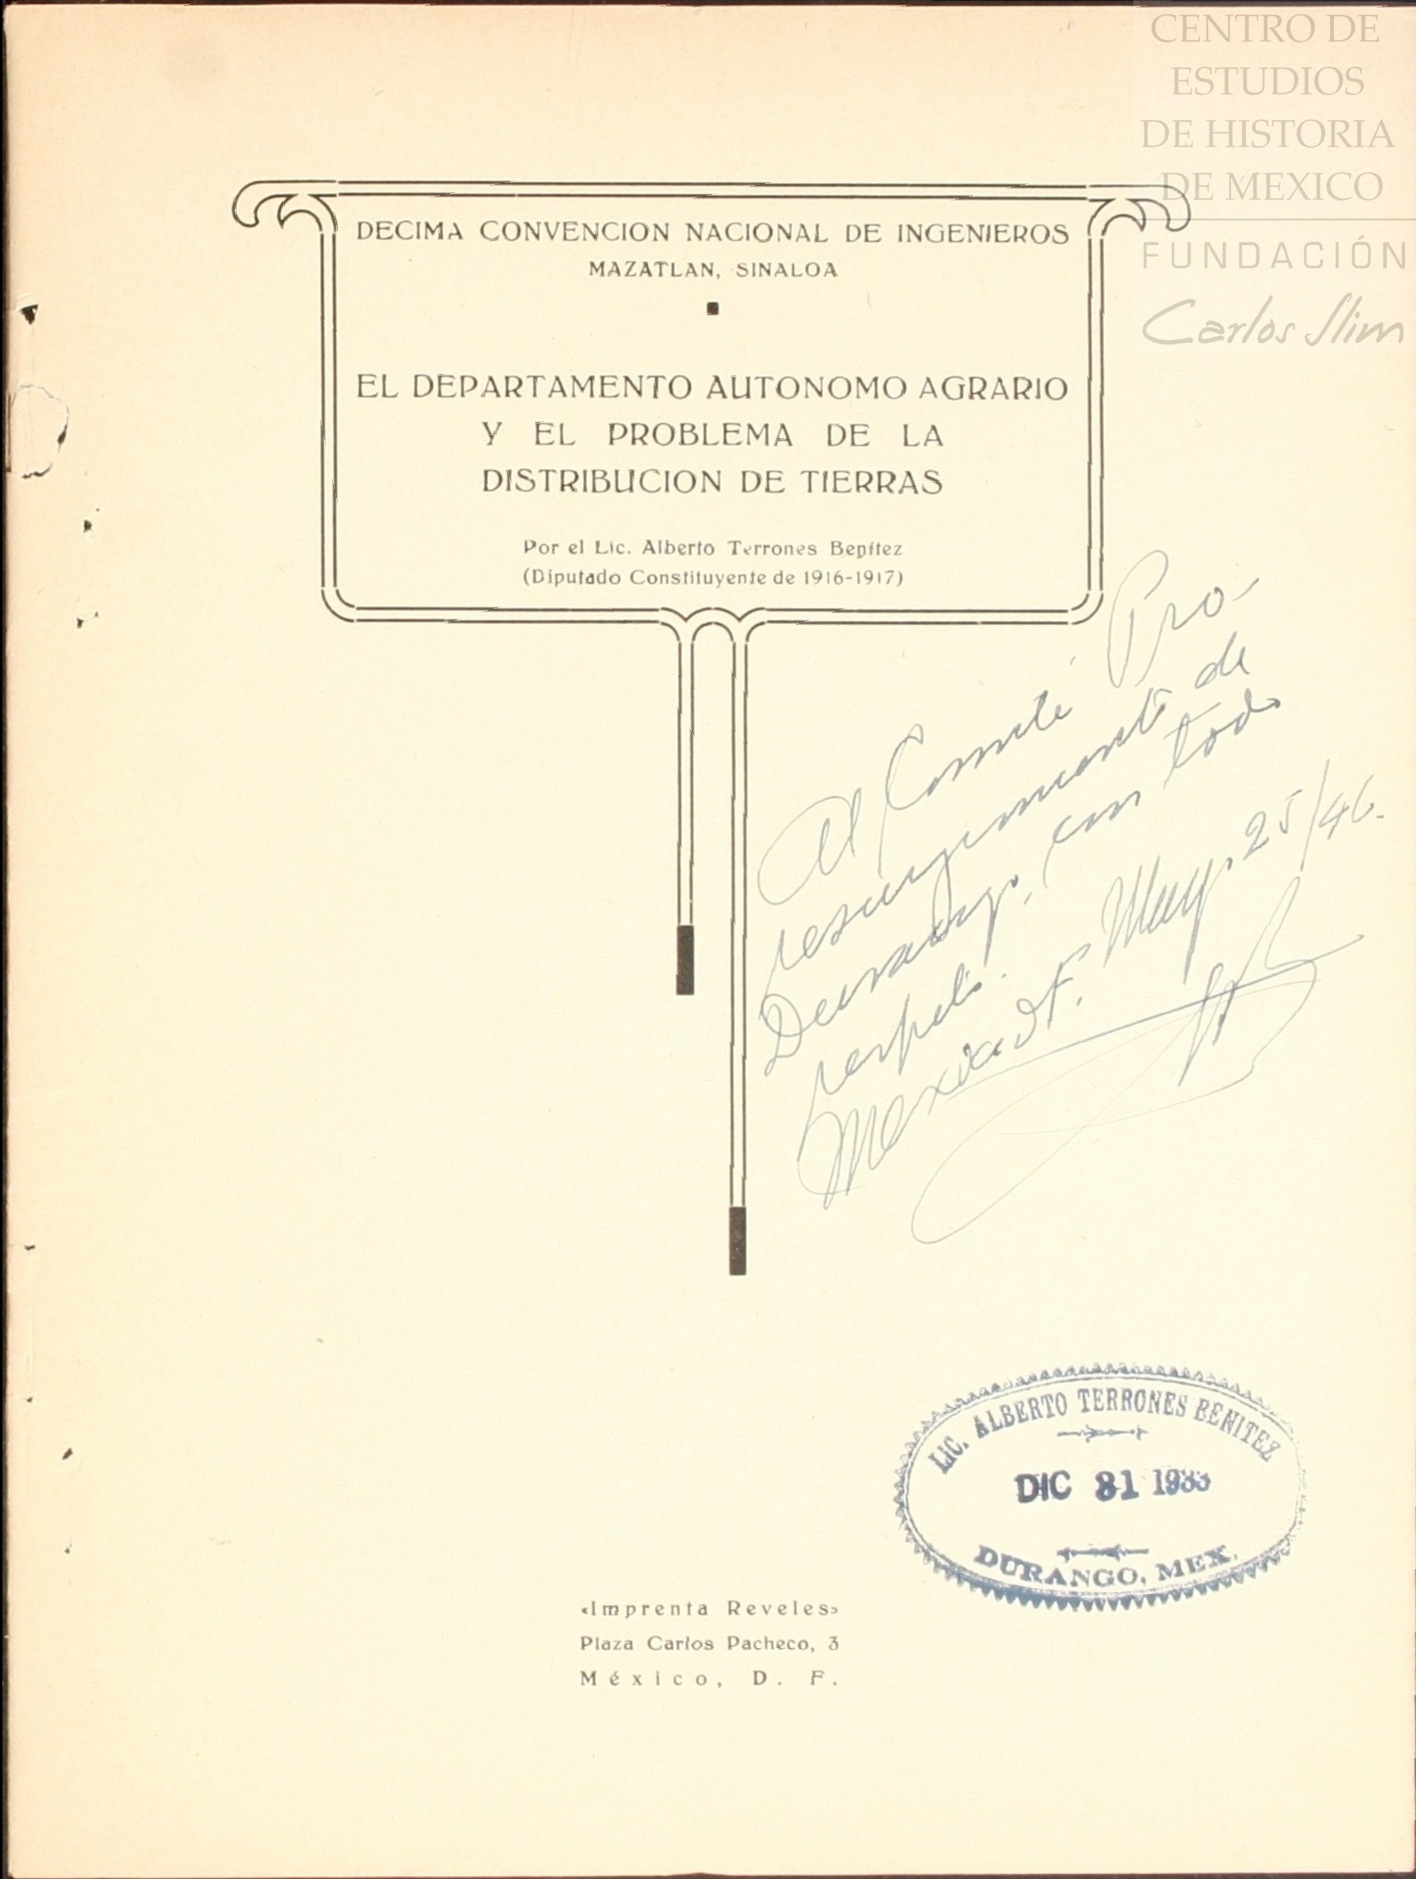 CENTRO DE
ESTUDIOS
DE HISTORIA
DE MEXICO
FUNDACIÓN
Carlos Slim
DECIMA CONVENCION NACIONAL DE INGENIEROS
MAZATLAN, SINALOA
EL DEPARTAMENTO AUTONOMO AGRARIO
Y EL PROBLEMA DE LA
DISTRIBUCION DE TIERRAS
Por el Lic. Alberto Terrones Benítez
(Diputado Constituyente de 1916-1917)
Al Comité Pro-
resurgimiento de
Durango, con todo
respeto.
Mexico D F. May. 25/46.
LIC. ALBERTO TERRONES BENITEZ
DIC 31 1933
DURANGO, MEX.
«Imprenta Reveles»
Plaza Carlos Pacheco, 3
México, D. F.